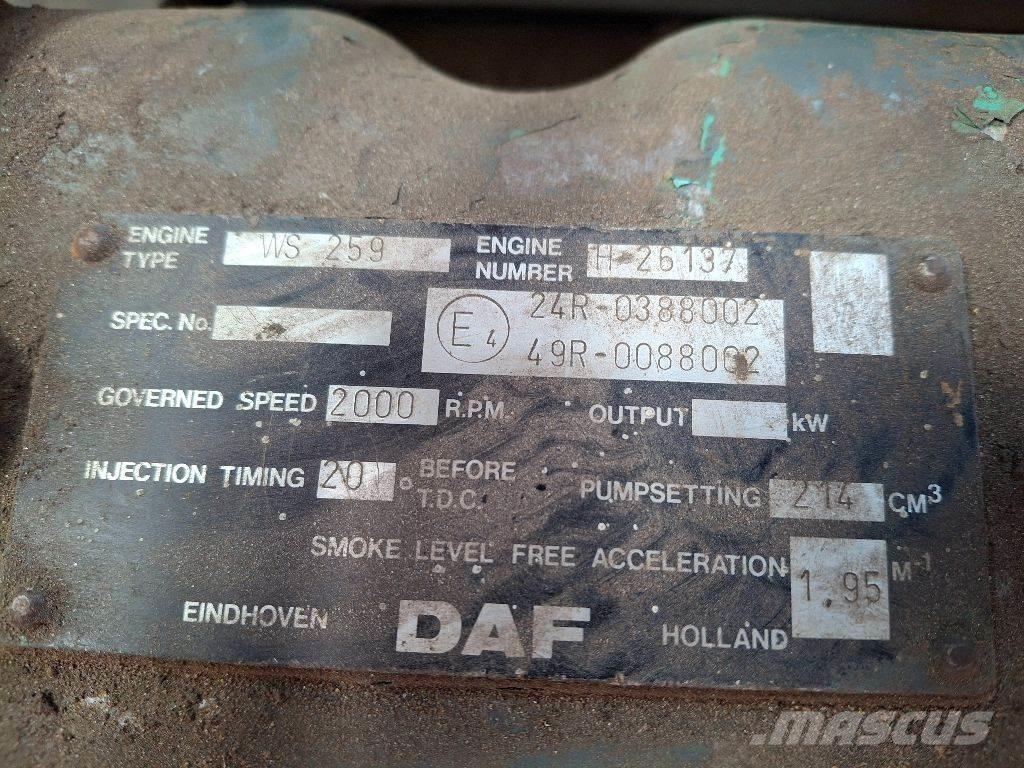 ENGINE TYPE WS 259 ENGINE NUMBER H 26137
SPEC. No. E 4 24R-0388002
49R-0088002
GOVERNED SPEED 2000 R.P.M. OUTPUT kW
INJECTION TIMING 20 ° BEFORE T.D.C. PUMPSETTING 214 CM³
SMOKE LEVEL FREE ACCELERATION 1.95 M⁻¹
EINDHOVEN DAF HOLLAND
MASCUS